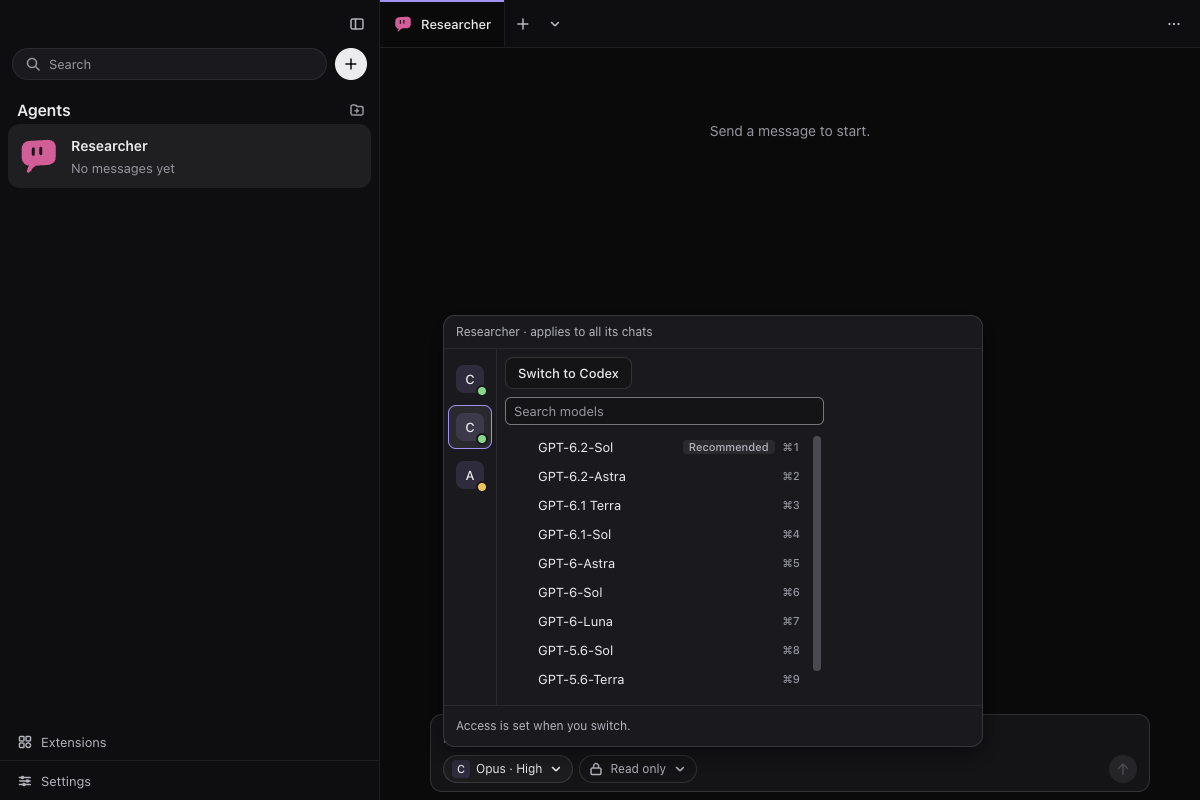 Researcher
Search
Agents
Researcher
No messages yet
Send a message to start.
Researcher · applies to all its chats
C
C
A
Switch to Codex
Search models
GPT-6.2-Sol Recommended ⌘1
GPT-6.2-Astra ⌘2
GPT-6.1 Terra ⌘3
GPT-6.1-Sol ⌘4
GPT-6-Astra ⌘5
GPT-6-Sol ⌘6
GPT-6-Luna ⌘7
GPT-5.6-Sol ⌘8
GPT-5.6-Terra ⌘9
Access is set when you switch.
C Opus · High Read only
Extensions
Settings